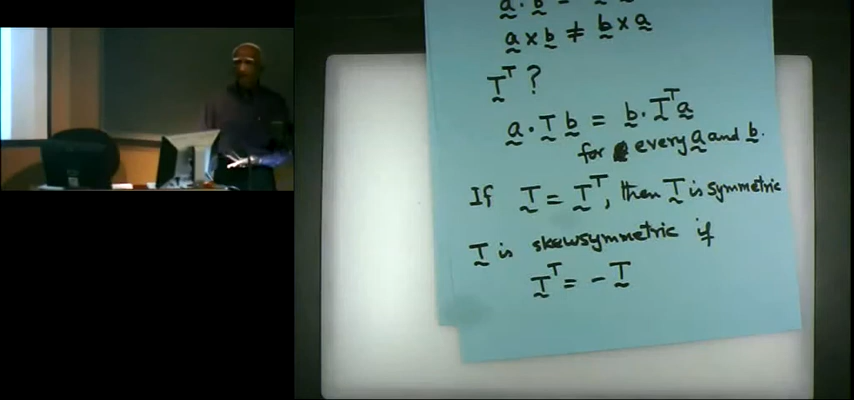 a · b =
a × b ≠ b × a
T^T ?
a · T b = b · T^T a
for every a and b.
If T = T^T, then T is symmetric
T is skewsymmetric if
T^T = - T